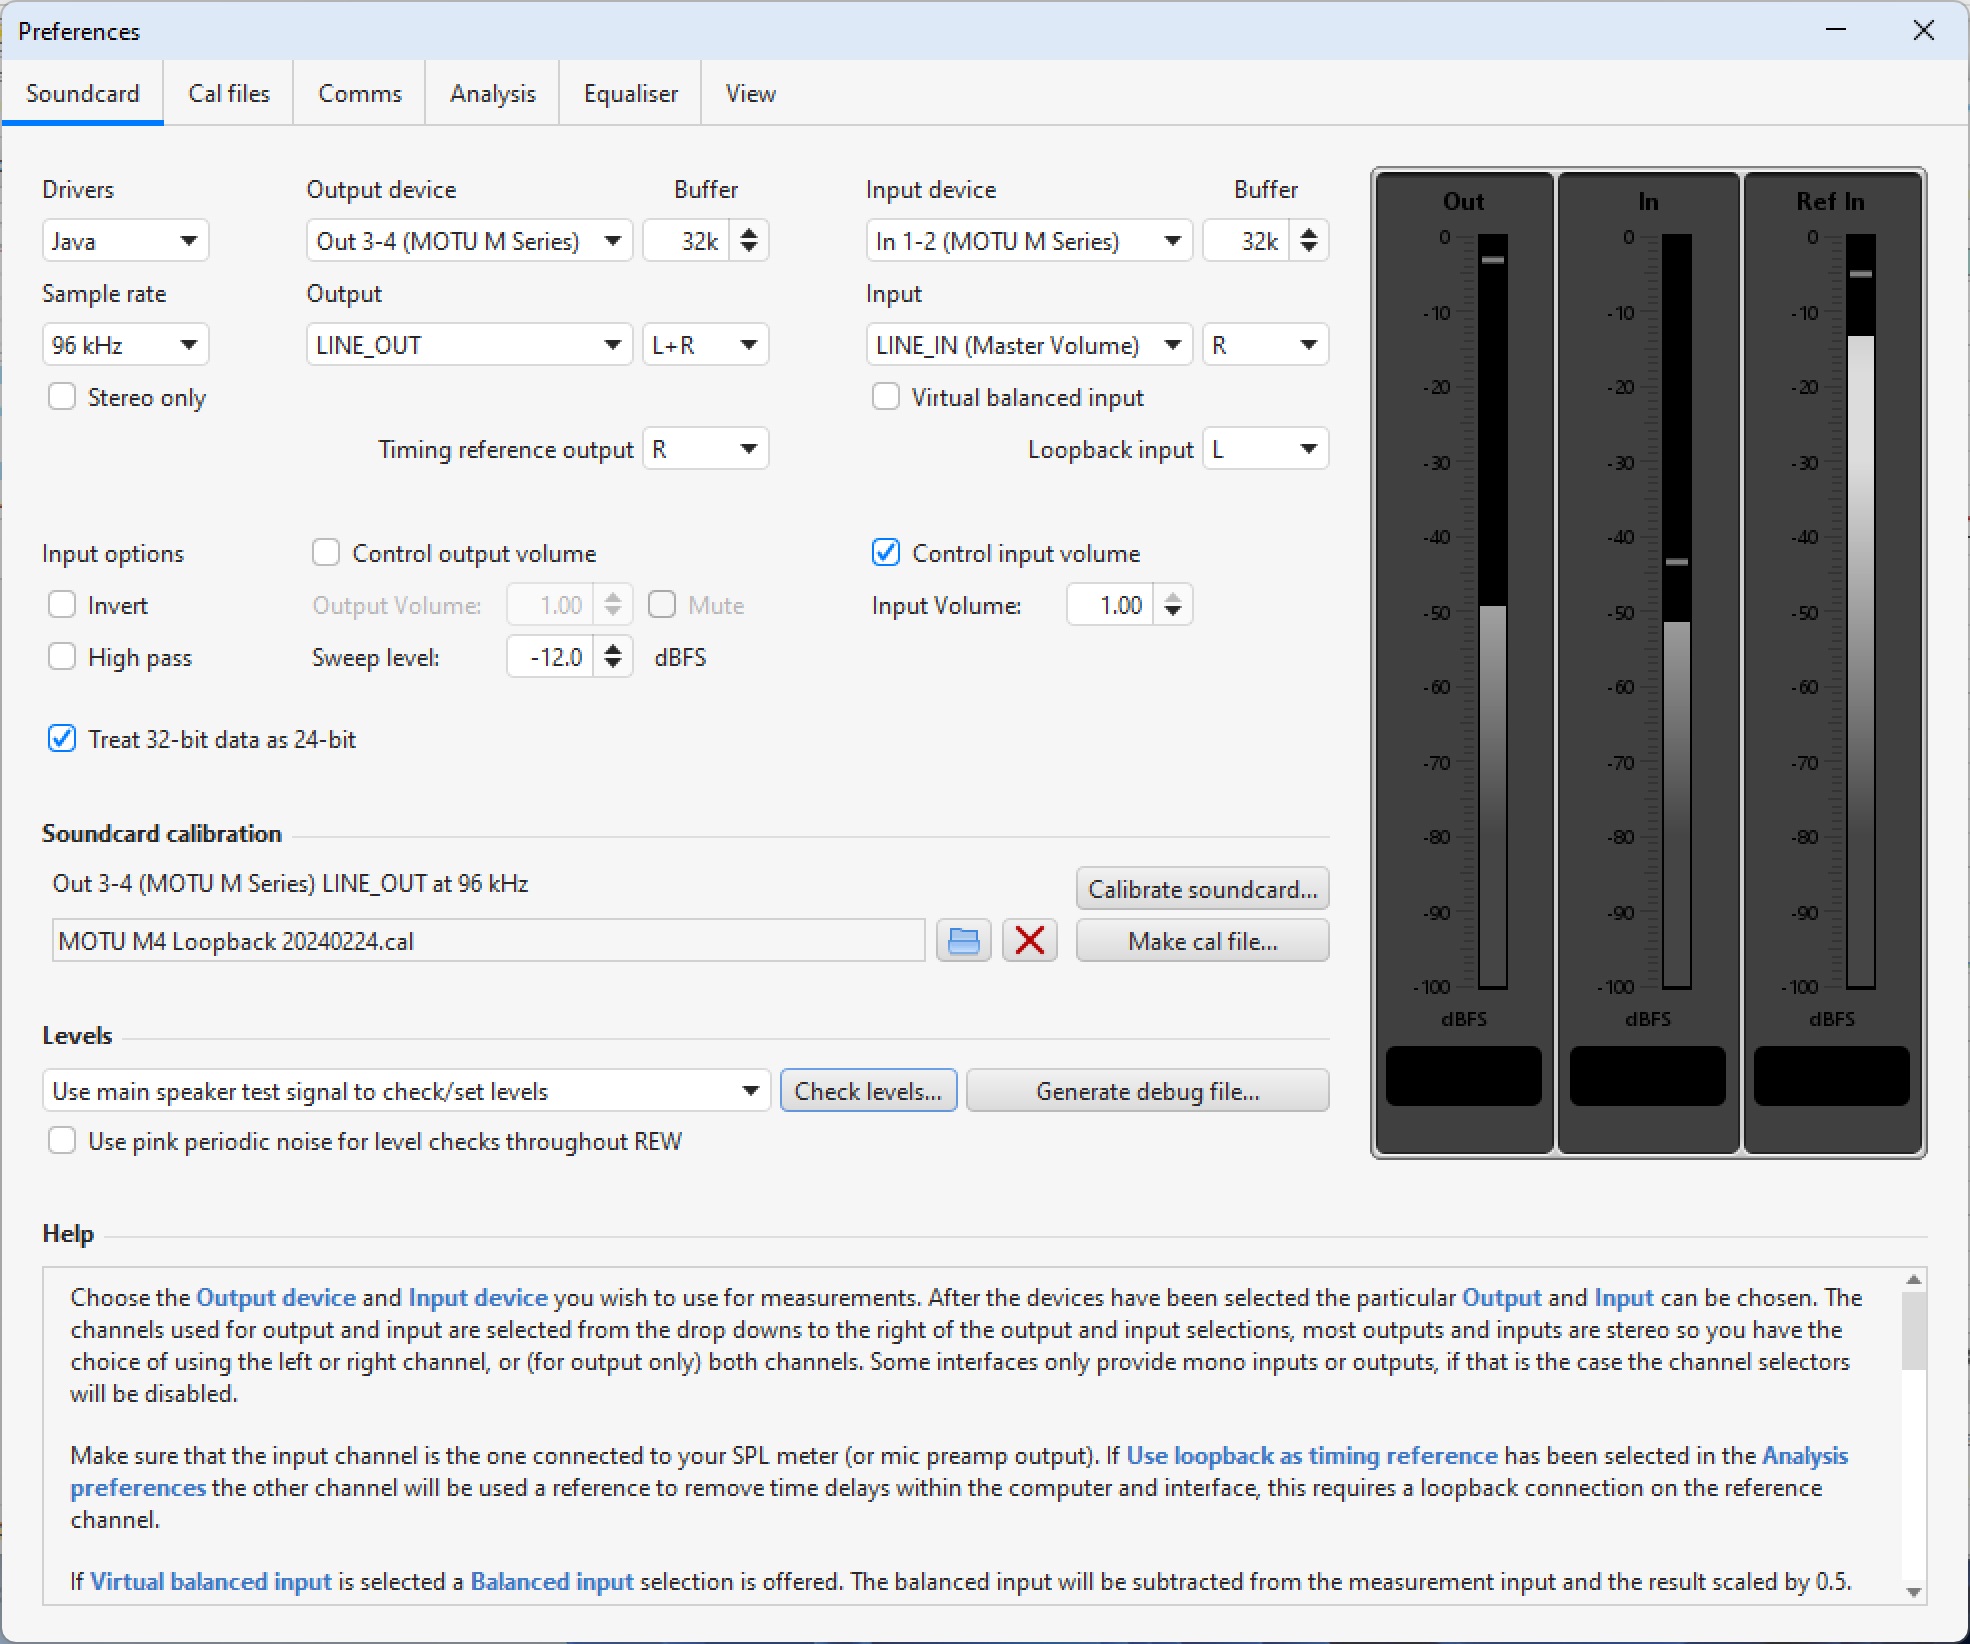 Preferences
Soundcard
Cal files
Comms
Analysis
Equaliser
View
Drivers
Output device
Buffer
Input device
Buffer
Java
Out 3-4 (MOTU M Series)
32k
In 1-2 (MOTU M Series)
32k
Sample rate
Output
Input
96 kHz
LINE_OUT
L+R
LINE_IN (Master Volume)
R
Stereo only
Virtual balanced input
Timing reference output
R
Loopback input
L
Input options
Control output volume
Control input volume
Invert
Output Volume:
1.00
Mute
Input Volume:
1.00
High pass
Sweep level:
-12.0
dBFS
Treat 32-bit data as 24-bit
Soundcard calibration
Out 3-4 (MOTU M Series) LINE_OUT at 96 kHz
Calibrate soundcard...
MOTU M4 Loopback 20240224.cal
Make cal file...
Levels
Use main speaker test signal to check/set levels
Check levels...
Generate debug file...
Use pink periodic noise for level checks throughout REW
Out
0
-10
-20
-30
-40
-50
-60
-70
-80
-90
-100
dBFS
In
0
-10
-20
-30
-40
-50
-60
-70
-80
-90
-100
dBFS
Ref In
0
-10
-20
-30
-40
-50
-60
-70
-80
-90
-100
dBFS
Help
Choose the Output device and Input device you wish to use for measurements. After the devices have been selected the particular Output and Input can be chosen. The
channels used for output and input are selected from the drop downs to the right of the output and input selections, most outputs and inputs are stereo so you have the
choice of using the left or right channel, or (for output only) both channels. Some interfaces only provide mono inputs or outputs, if that is the case the channel selectors
will be disabled.
Make sure that the input channel is the one connected to your SPL meter (or mic preamp output). If Use loopback as timing reference has been selected in the Analysis
preferences the other channel will be used a reference to remove time delays within the computer and interface, this requires a loopback connection on the reference
channel.
If Virtual balanced input is selected a Balanced input selection is offered. The balanced input will be subtracted from the measurement input and the result scaled by 0.5.